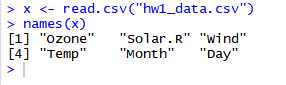 > x <- read.csv("hw1_data.csv")
> names(x)
[1] "Ozone"   "Solar.R" "Wind"
[4] "Temp"    "Month"   "Day"
>